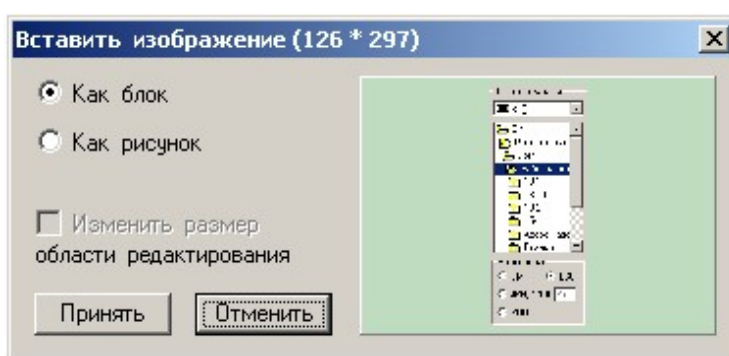 Вставить изображение (126 * 297)
Как блок
Как рисунок
Изменить размер
области редактирования
Принять
Отменить